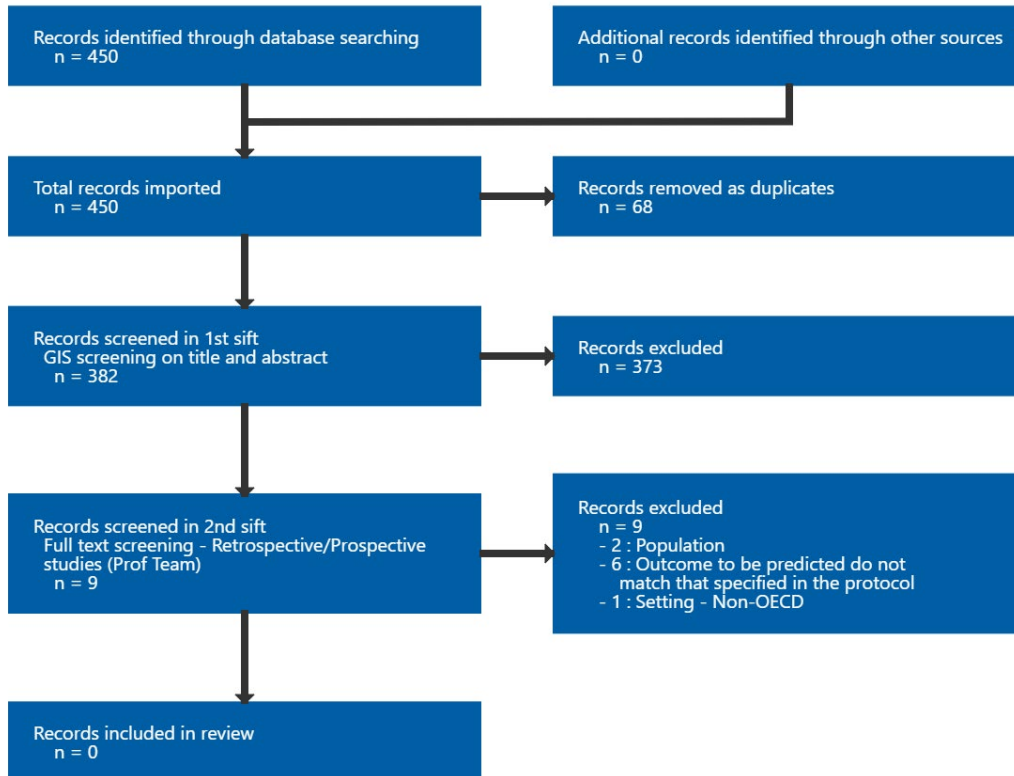 Records identified through database searching
n = 450
Additional records identified through other sources
n = 0
Total records imported
n = 450
Records removed as duplicates
n = 68
Records screened in 1st sift
GIS screening on title and abstract
n = 382
Records excluded
n = 373
Records screened in 2nd sift
Full text screening - Retrospective/Prospective
studies (Prof Team)
n = 9
Records excluded
n = 9
- 2 : Population
- 6 : Outcome to be predicted do not
match that specified in the protocol
- 1 : Setting - Non-OECD
Records included in review
n = 0